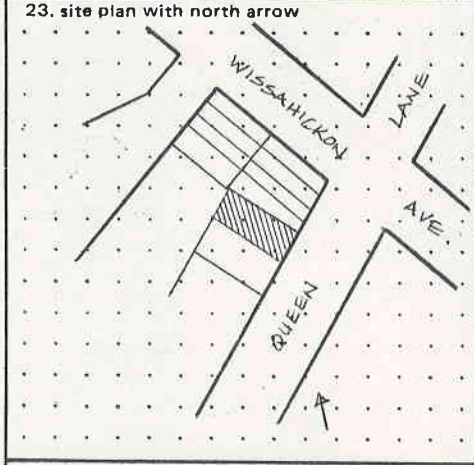 23. site plan with north arrow
WISSAHICKON
LANE
AVE.
QUEEN